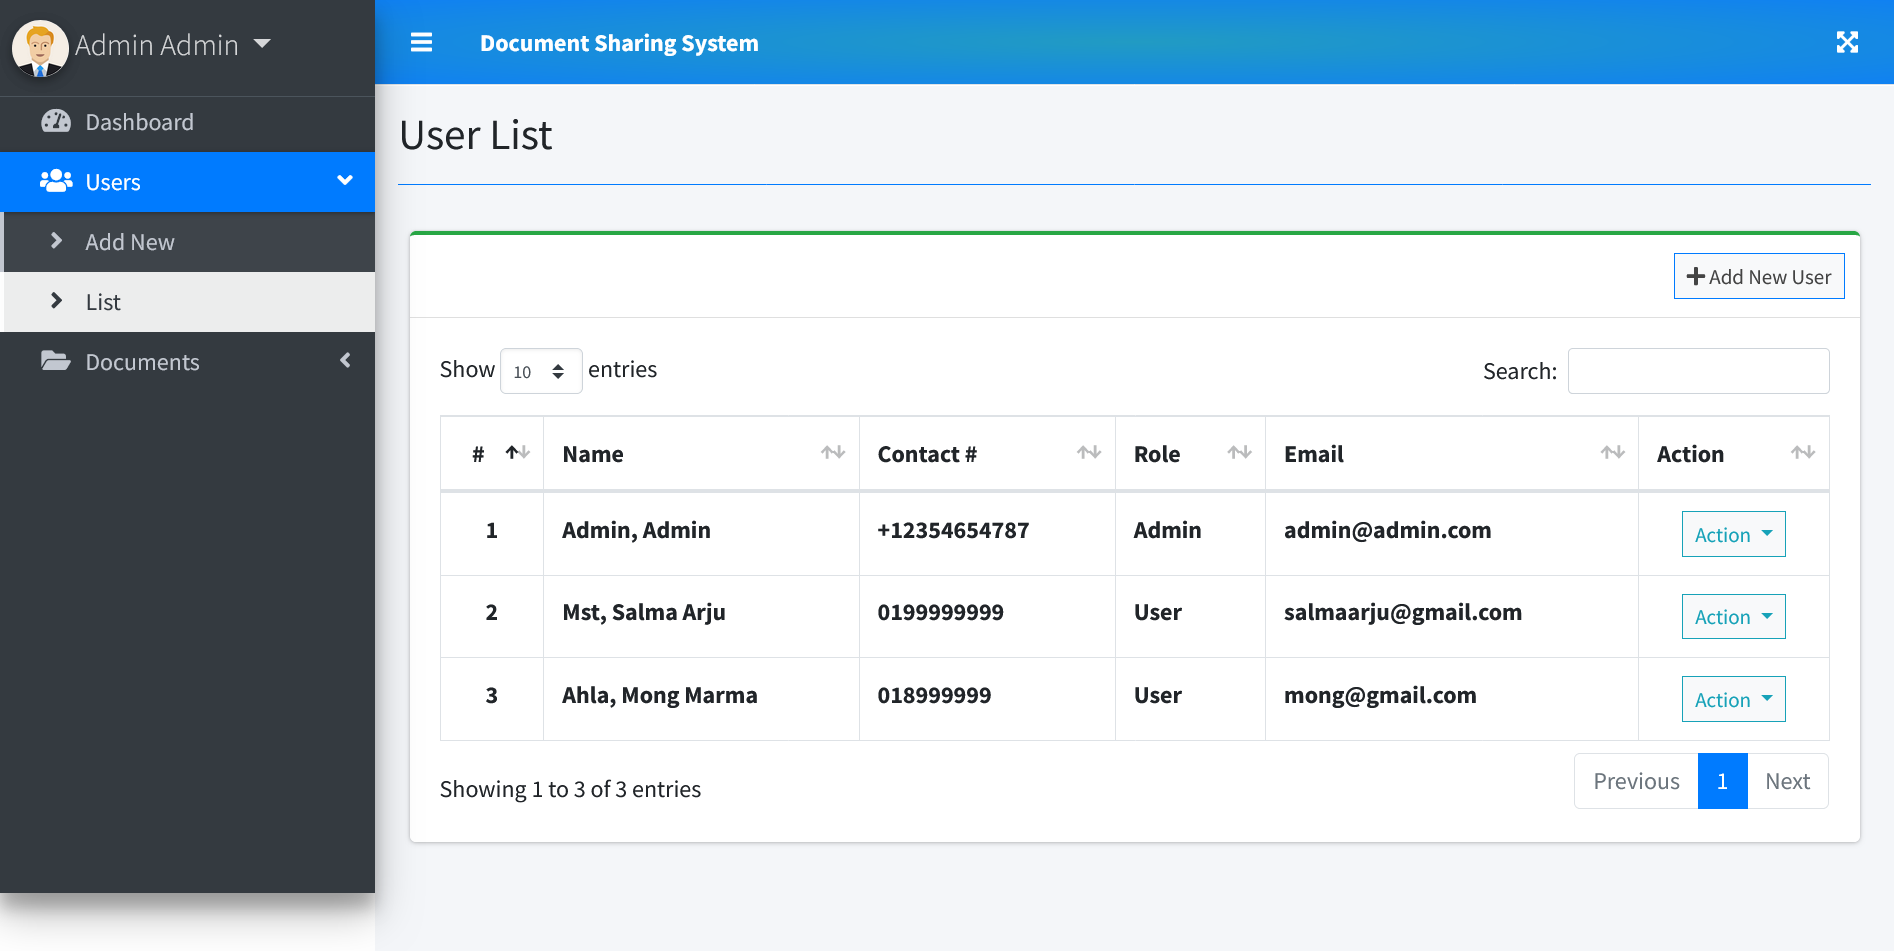 Admin Admin
Document Sharing System
Dashboard
Users
Add New
List
Documents
User List
Add New User
Show 10 entries
Search:
# Name Contact # Role Email Action
1 Admin, Admin +12354654787 Admin admin@admin.com Action
2 Mst, Salma Arju 0199999999 User salmaarju@gmail.com Action
3 Ahla, Mong Marma 018999999 User mong@gmail.com Action
Showing 1 to 3 of 3 entries
Previous 1 Next